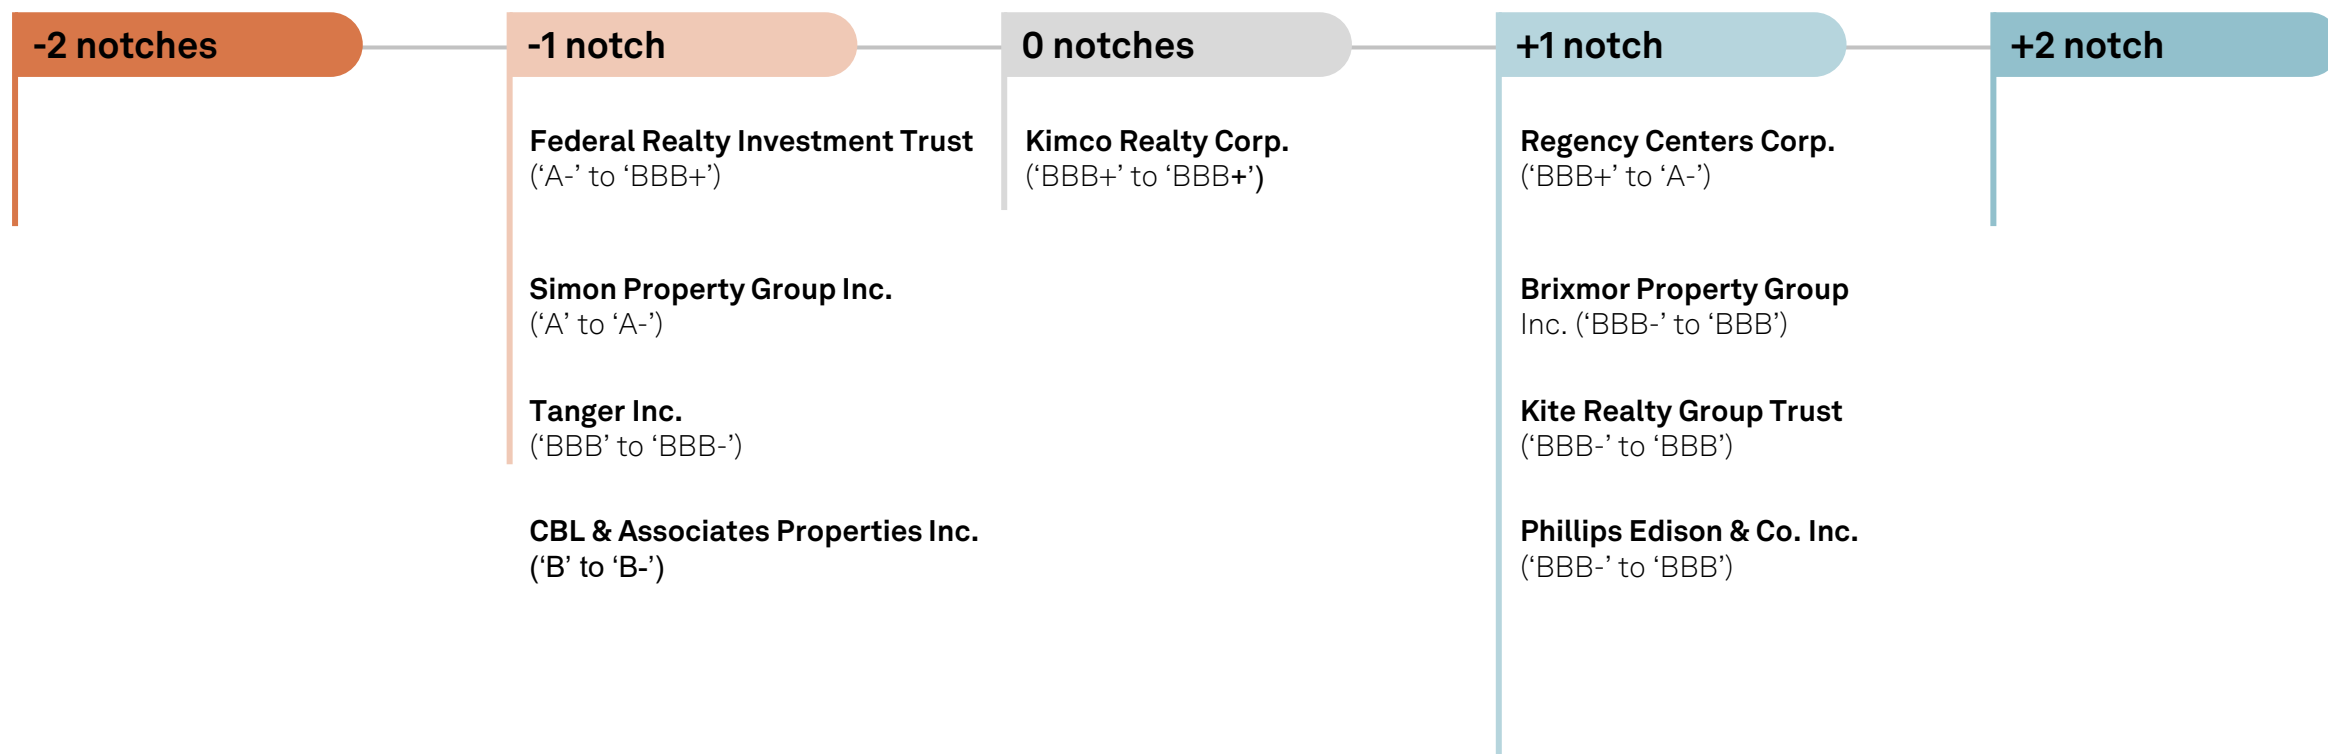 -2 notches
-1 notch
0 notches
+1 notch
+2 notch
Federal Realty Investment Trust
(‘A-’ to ‘BBB+’)
Simon Property Group Inc.
(‘A’ to ‘A-’)
Tanger Inc.
(‘BBB’ to ‘BBB-’)
CBL & Associates Properties Inc.
(‘B’ to ‘B-’)
Kimco Realty Corp.
(‘BBB+’ to ‘BBB+’)
Regency Centers Corp.
(‘BBB+’ to ‘A-’)
Brixmor Property Group
Inc. (‘BBB-’ to ‘BBB’)
Kite Realty Group Trust
(‘BBB-’ to ‘BBB’)
Phillips Edison & Co. Inc.
(‘BBB-’ to ‘BBB’)